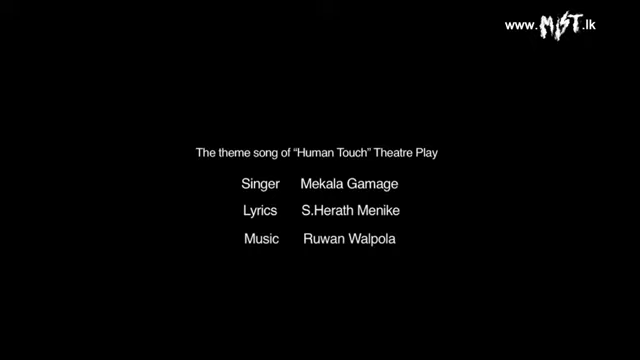 www.MIST.lk
The theme song of “Human Touch” Theatre Play
Singer Mekala Gamage
Lyrics S.Herath Menike
Music Ruwan Walpola